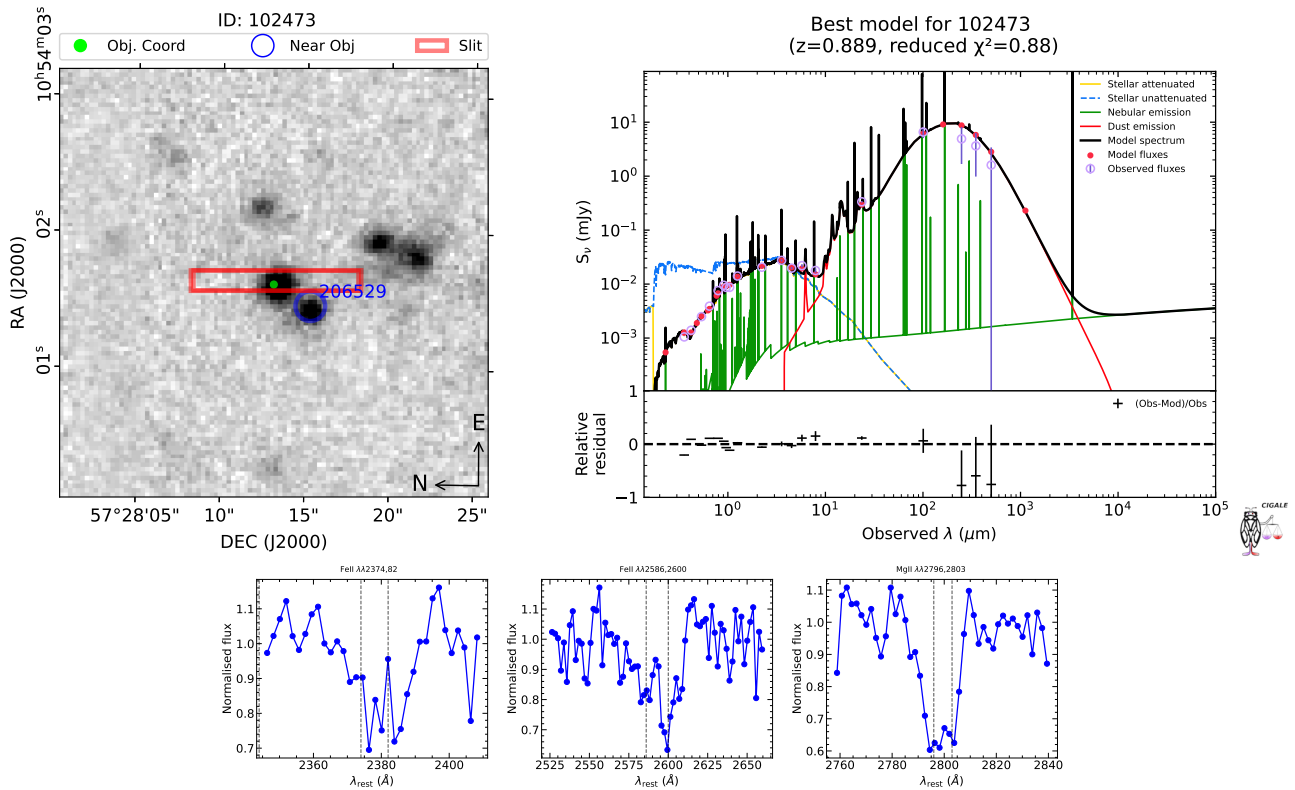 ID: 102473
Obj. Coord
Near Obj
Slit
10ʰ54ᵐ03ˢ
02ˢ
01ˢ
RA (J2000)
206529
E
N
57°28'05"
10"
15"
20"
25"
DEC (J2000)
Best model for 102473
(z=0.889, reduced χ²=0.88)
Stellar attenuated
Stellar unattenuated
Nebular emission
Dust emission
Model spectrum
Model fluxes
Observed fluxes
10¹
10⁰
10⁻¹
10⁻²
10⁻³
Sν (mJy)
1
0
−1
Relative
residual
(Obs-Mod)/Obs
10⁰
10¹
10²
10³
10⁴
10⁵
Observed λ (μm)
CIGALE
FeII λλ2374,82
1.1
1.0
0.9
0.8
0.7
Normalised flux
2360
2380
2400
λrest (Å)
FeII λλ2586,2600
1.1
1.0
0.9
0.8
0.7
Normalised flux
2525
2550
2575
2600
2625
2650
λrest (Å)
MgII λλ2796,2803
1.1
1.0
0.9
0.8
0.7
0.6
Normalised flux
2760
2780
2800
2820
2840
λrest (Å)